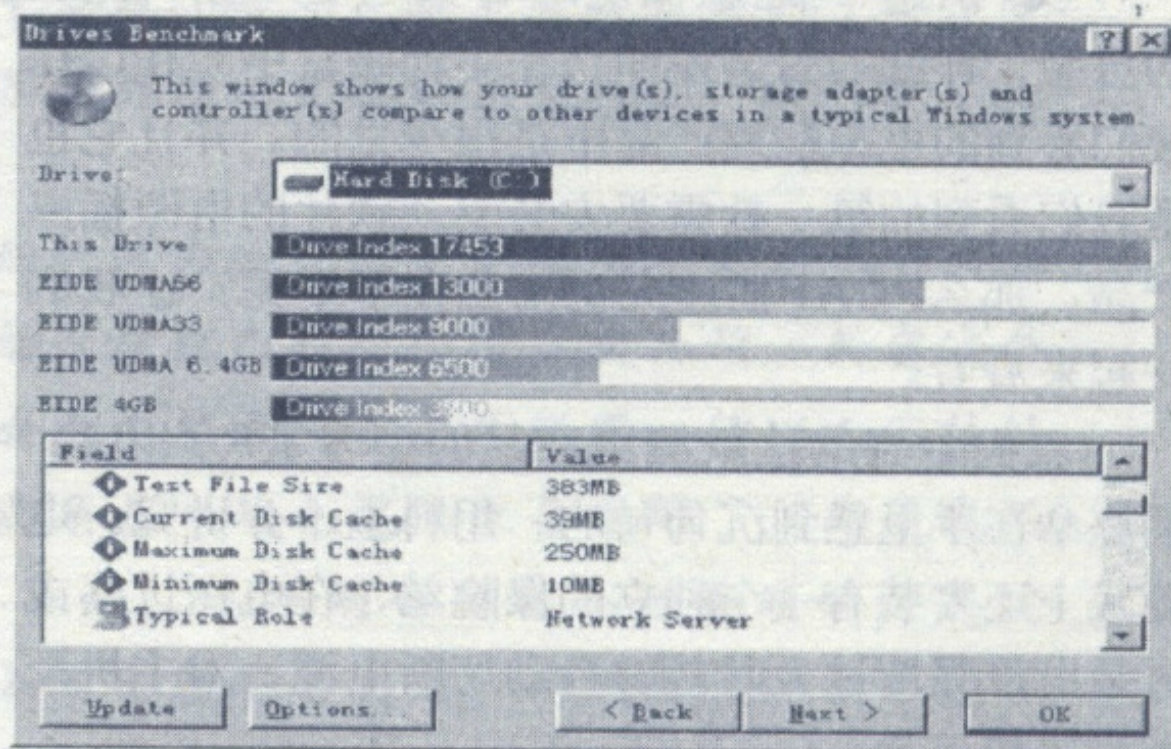 Drives Benchmark
This window shows how your drive(s), storage adapter(s) and
controller(s) compare to other devices in a typical Windows system.
Drive:
Hard Disk (C:)
This Drive
Drive Index 17453
EIDE UDMA66
Drive Index 13000
EIDE UDMA33
Drive Index 8000
EIDE UDMA 6.4GB
Drive Index 6500
EIDE 4GB
Drive Index
Field Value
Test File Size 383MB
Current Disk Cache 39MB
Maximum Disk Cache 250MB
Minimum Disk Cache 10MB
Typical Role Network Server
Update
Options...
< Back
Next >
OK